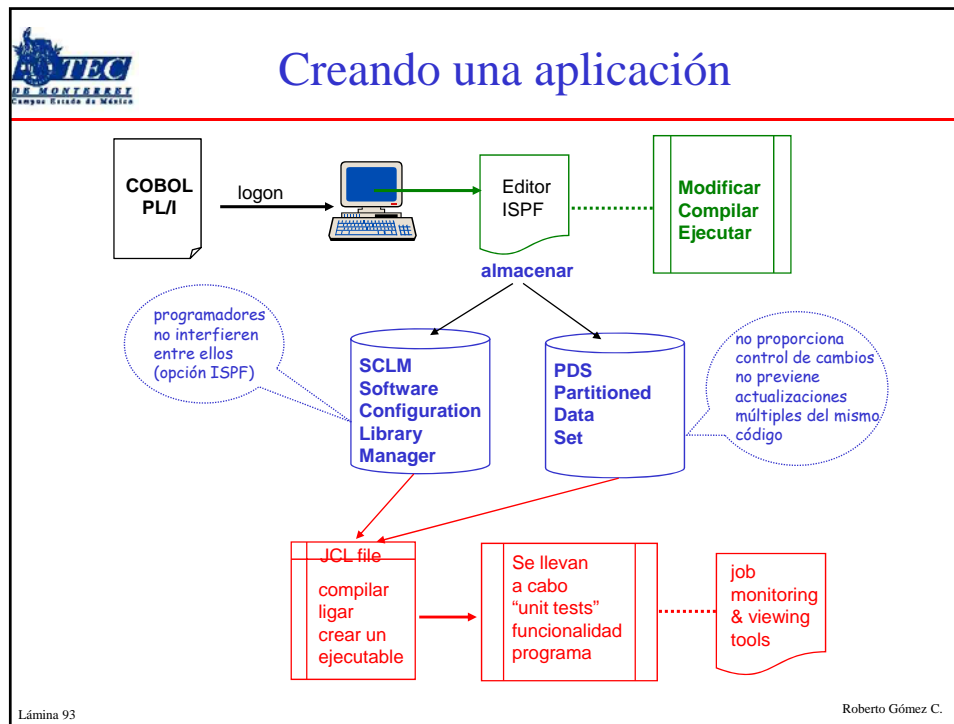 TEC
DE MONTERREY
Campus Estado de México
Creando una aplicación
COBOL
PL/I
logon
Editor
ISPF
Modificar
Compilar
Ejecutar
almacenar
programadores
no interfieren
entre ellos
(opción ISPF)
SCLM
Software
Configuration
Library
Manager
PDS
Partitioned
Data
Set
no proporciona
control de cambios
no previene
actualizaciones
múltiples del mismo
código
JCL file
compilar
ligar
crear un
ejecutable
Se llevan
a cabo
“unit tests”
funcionalidad
programa
job
monitoring
& viewing
tools
Lámina 93
Roberto Gómez C.